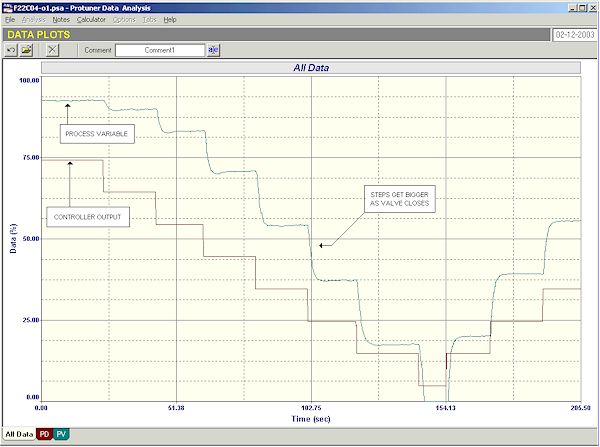 F22C04-o1.psa - Protuner Data Analysis
File Analysis Notes Calculator Options Tabs Help
DATA PLOTS
02-12-2003
Comment Comment1
All Data
100.00
75.00
50.00
25.00
0.00
Data (%)
PROCESS VARIABLE
CONTROLLER OUTPUT
STEPS GET BIGGER
AS VALVE CLOSES
0.00 51.38 102.75 154.13 205.50
Time (sec)
All Data PD PV